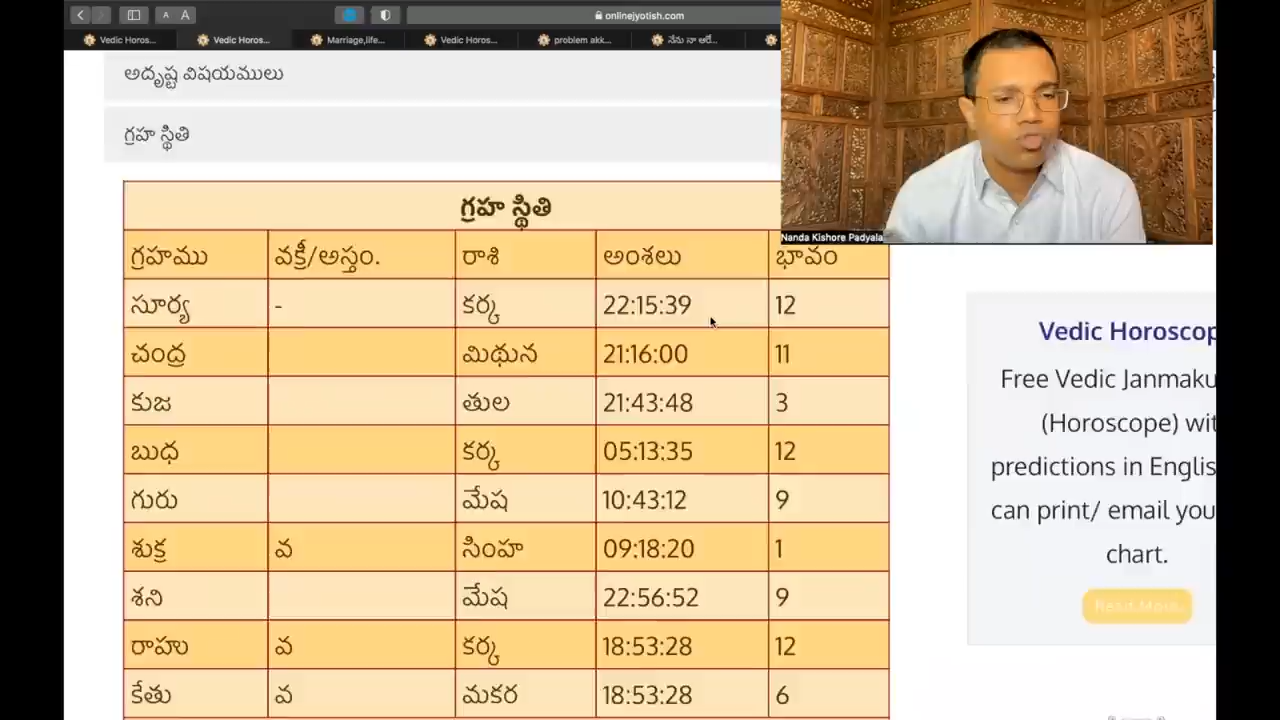 A A onlinejyotish.com
Vedic Horos... Vedic Horos... Marriage,life... Vedic Horos... problem akk... నేను నా ఆరో...
అదృష్ట విషయములు
గ్రహ స్థితి
Nanda Kishore Padyala
గ్రహ స్థితి
గ్రహము వక్రీ/అస్తం. రాశి అంశలు భావం
సూర్య - కర్క 22:15:39 12
చంద్ర మిథున 21:16:00 11
కుజ తుల 21:43:48 3
బుధ కర్క 05:13:35 12
గురు మేష 10:43:12 9
శుక్ర వ సింహ 09:18:20 1
శని మేష 22:56:52 9
రాహు వ కర్క 18:53:28 12
కేతు వ మకర 18:53:28 6
Vedic Horoscop
Free Vedic Janmaku
(Horoscope) wit
predictions in Englis
can print/ email you
chart.
Read More